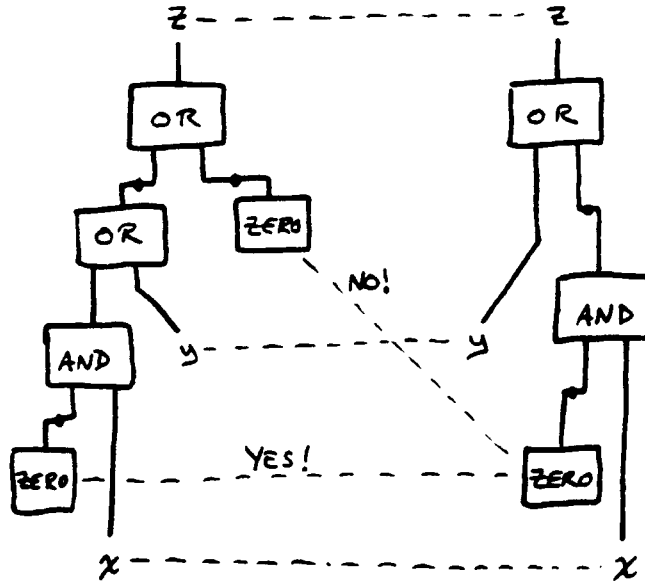 z z
OR OR
OR ZERO
NO!
AND
AND
y y
YES!
ZERO ZERO
x x